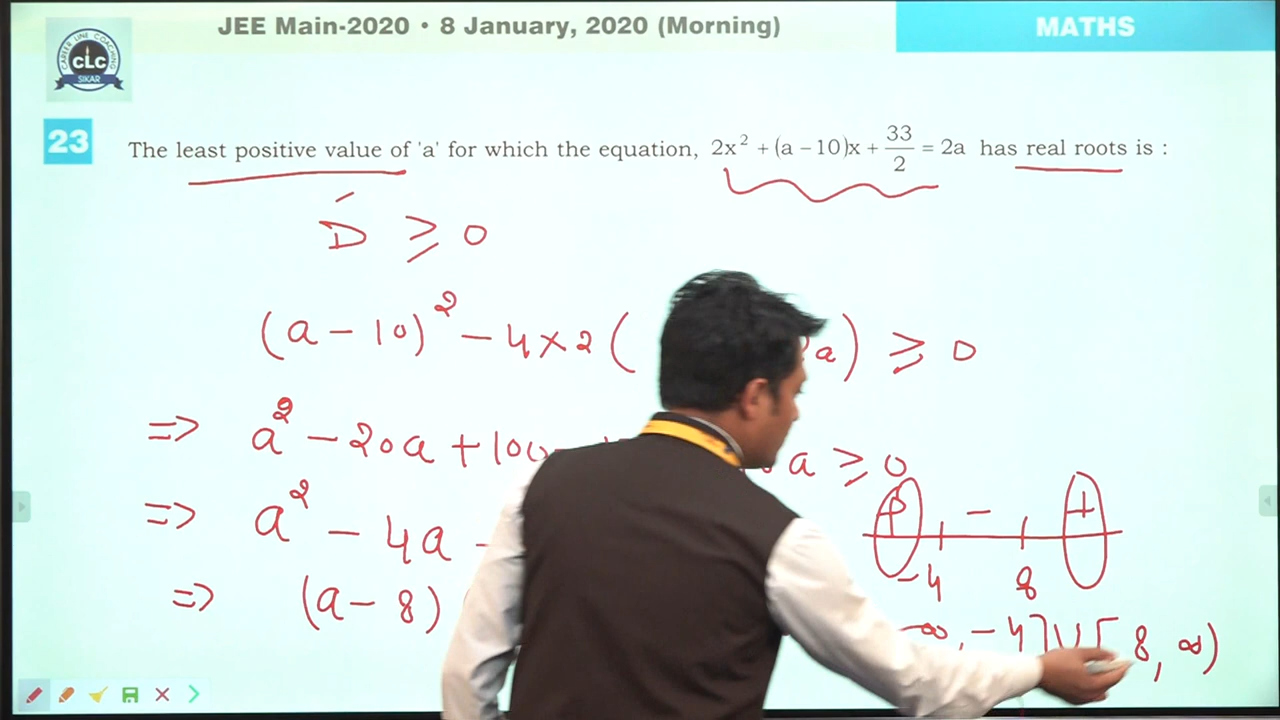 JEE Main-2020 • 8 January, 2020 (Morning)
MATHS
CAREER LINE COACHING
CLC
SIKAR
23
The least positive value of 'a' for which the equation, 2x² + (a − 10)x + 33/2 = 2a has real roots is :
D ≥ 0
(a − 10)² − 4 × 2 ( a) ≥ 0
⇒ a² − 20a + 100 − a ≥ 0
⇒ a² − 4a −
+ − +
−4 8
⇒ (a − 8)
∞, −4] ∪ [8, ∞)